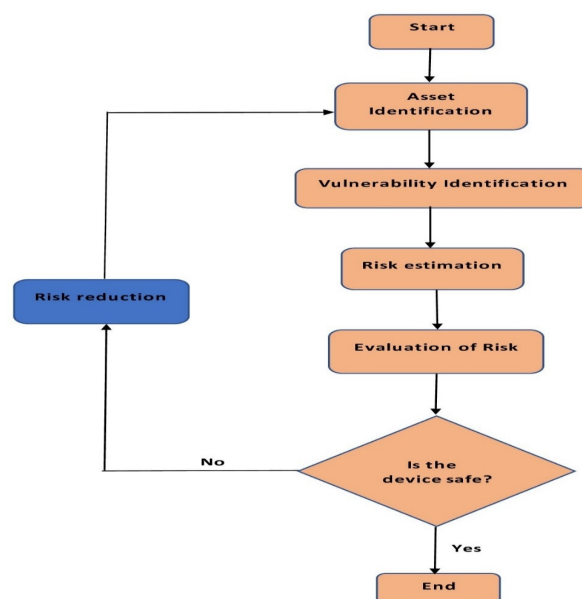 Start
Asset
Identification
Vulnerability Identification
Risk estimation
Risk reduction
Evaluation of Risk
Is the
device safe?
No
Yes
End